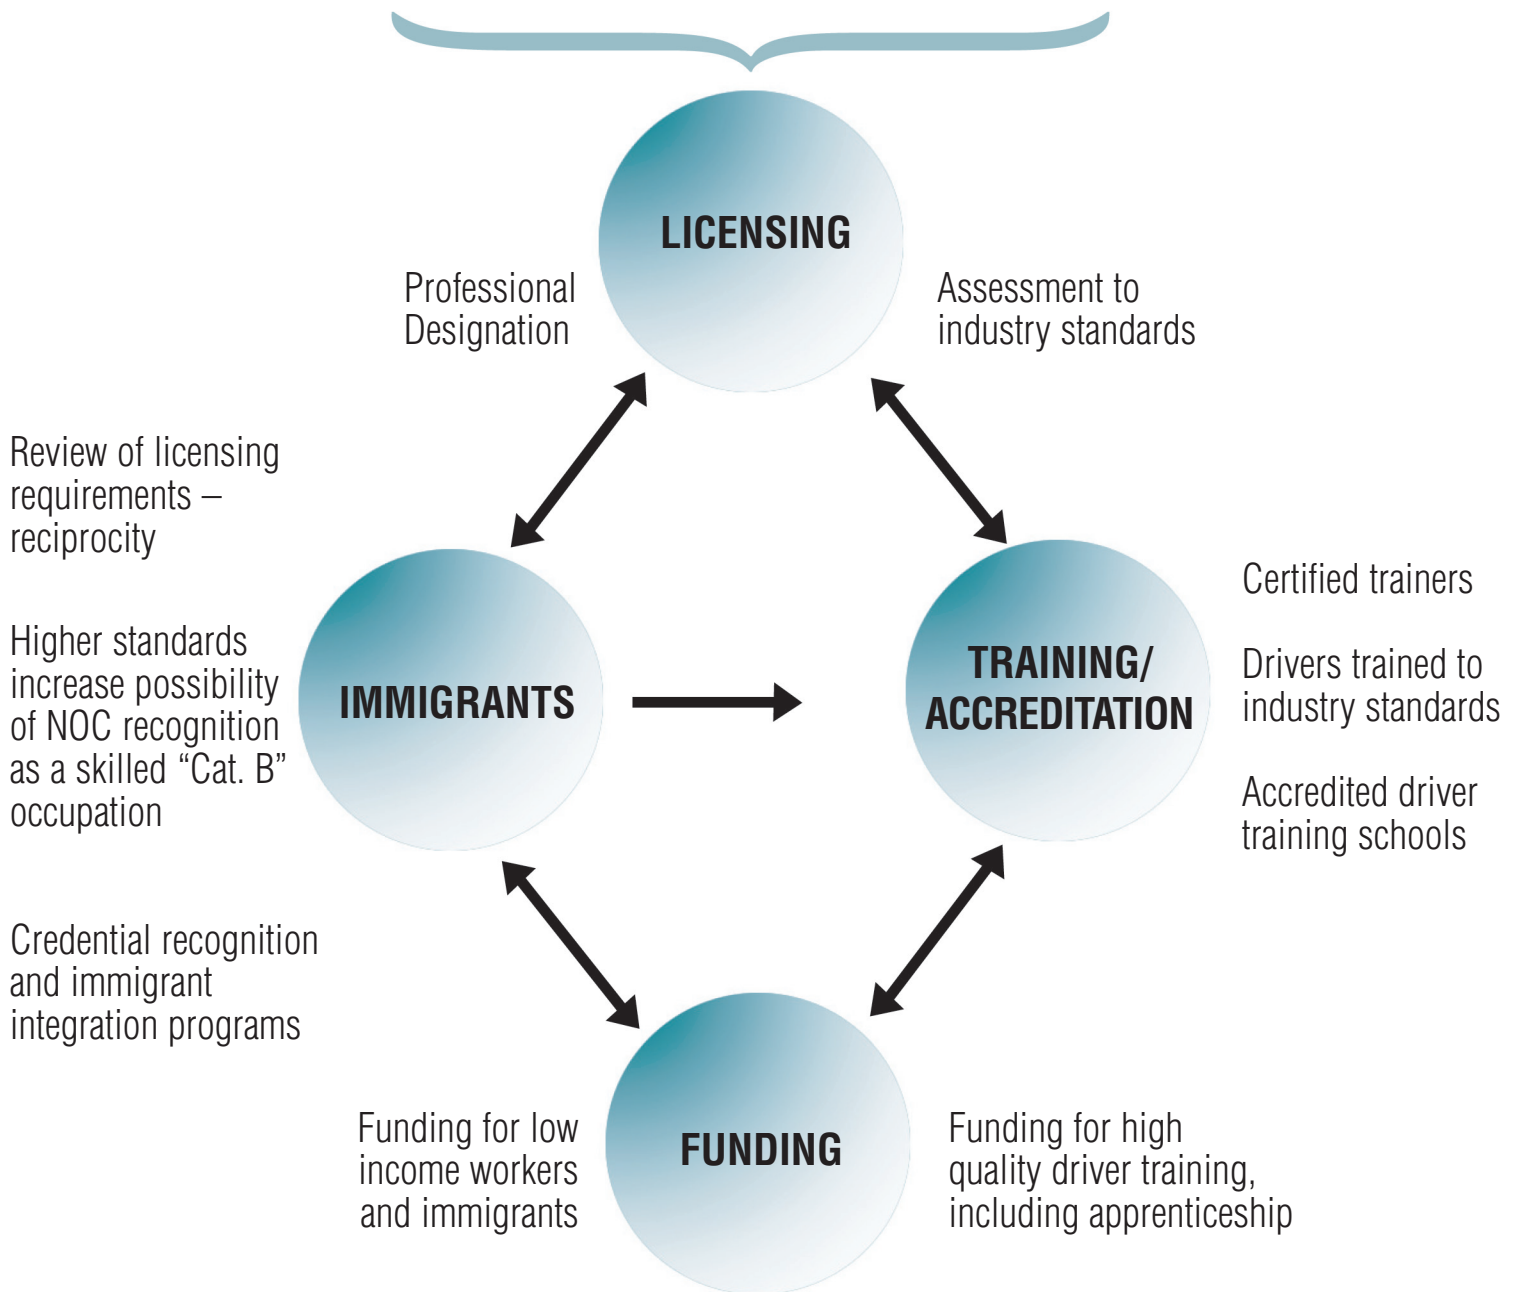 LICENSING
Professional
Designation
Assessment to
industry standards
Review of licensing
requirements –
reciprocity
Higher standards
increase possibility
of NOC recognition
as a skilled “Cat. B”
occupation
Credential recognition
and immigrant
integration programs
IMMIGRANTS
TRAINING/
ACCREDITATION
Certified trainers
Drivers trained to
industry standards
Accredited driver
training schools
Funding for low
income workers
and immigrants
FUNDING
Funding for high
quality driver training,
including apprenticeship